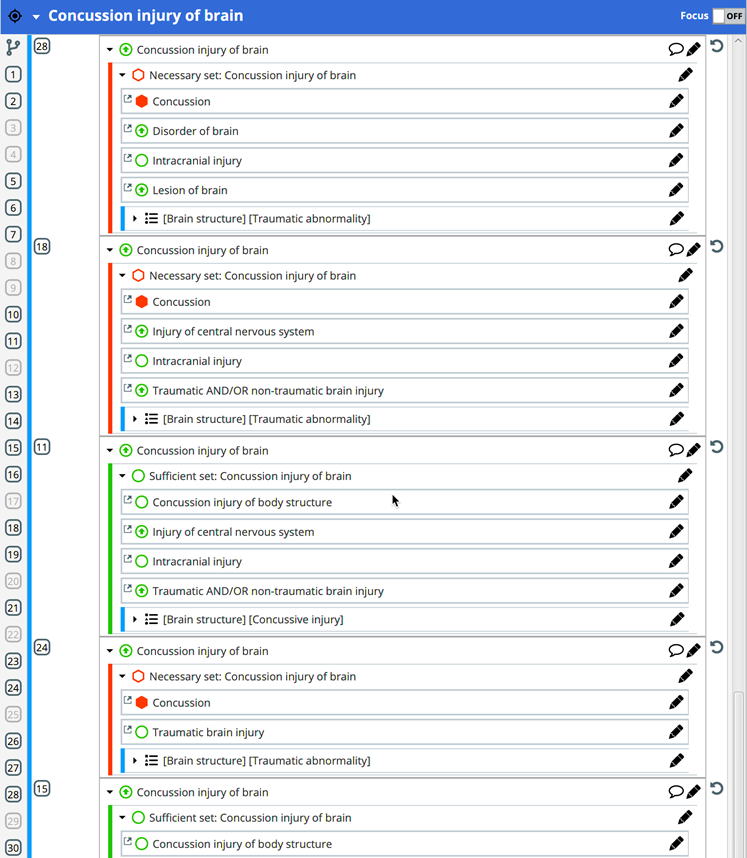 Concussion injury of brain
Focus OFF
28 Concussion injury of brain
1 Necessary set: Concussion injury of brain
2 Concussion
3 Disorder of brain
4 Intracranial injury
5 Lesion of brain
6
7 [Brain structure] [Traumatic abnormality]
18 Concussion injury of brain
8
9 Necessary set: Concussion injury of brain
10 Concussion
11 Injury of central nervous system
12 Intracranial injury
13 Traumatic AND/OR non-traumatic brain injury
14 [Brain structure] [Traumatic abnormality]
15 11 Concussion injury of brain
16 Sufficient set: Concussion injury of brain
17 Concussion injury of body structure
18 Injury of central nervous system
19 Intracranial injury
20 Traumatic AND/OR non-traumatic brain injury
21
22 [Brain structure] [Concussive injury]
24 Concussion injury of brain
23
24 Necessary set: Concussion injury of brain
25 Concussion
26 Traumatic brain injury
27 [Brain structure] [Traumatic abnormality]
28 15 Concussion injury of brain
29 Sufficient set: Concussion injury of brain
30 Concussion injury of body structure